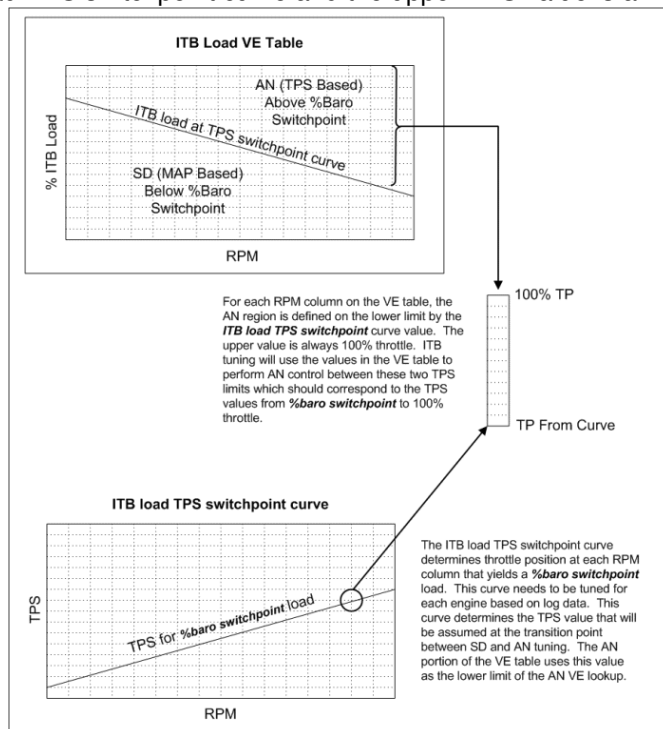 ITB Load VE Table
AN (TPS Based)
Above %Baro
Switchpoint
ITB load at TPS switchpoint curve
SD (MAP Based)
Below %Baro
Switchpoint
% ITB Load
RPM
100% TP
For each RPM column on the VE table, the
AN region is defined on the lower limit by the
ITB load TPS switchpoint curve value. The
upper value is always 100% throttle. ITB
tuning will use the values in the VE table to
perform AN control between these two TPS
limits which should correspond to the TPS
values from %baro switchpoint to 100%
throttle.
TP From Curve
ITB load TPS switchpoint curve
TPS for %baro switchpoint load
TPS
RPM
The ITB load TPS switchpoint curve
determines throttle position at each RPM
column that yields a %baro switchpoint
load. This curve needs to be tuned for
each engine based on log data. This
curve determines the TPS value that will
be assumed at the transition point
between SD and AN tuning. The AN
portion of the VE table uses this value
as the lower limit of the AN VE lookup.